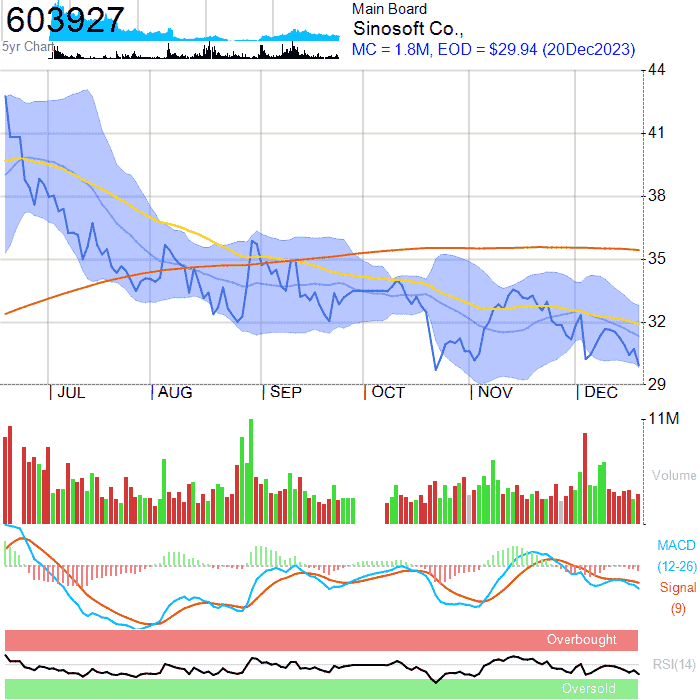 603927
5yr Chart
Main Board
Sinosoft Co.,
MC = 1.8M, EOD = $29.94 (20Dec2023)
44
41
38
35
32
29
JUL AUG SEP OCT NOV DEC
11M
Volume
MACD
(12-26)
Signal
(9)
Overbought
RSI(14)
Oversold